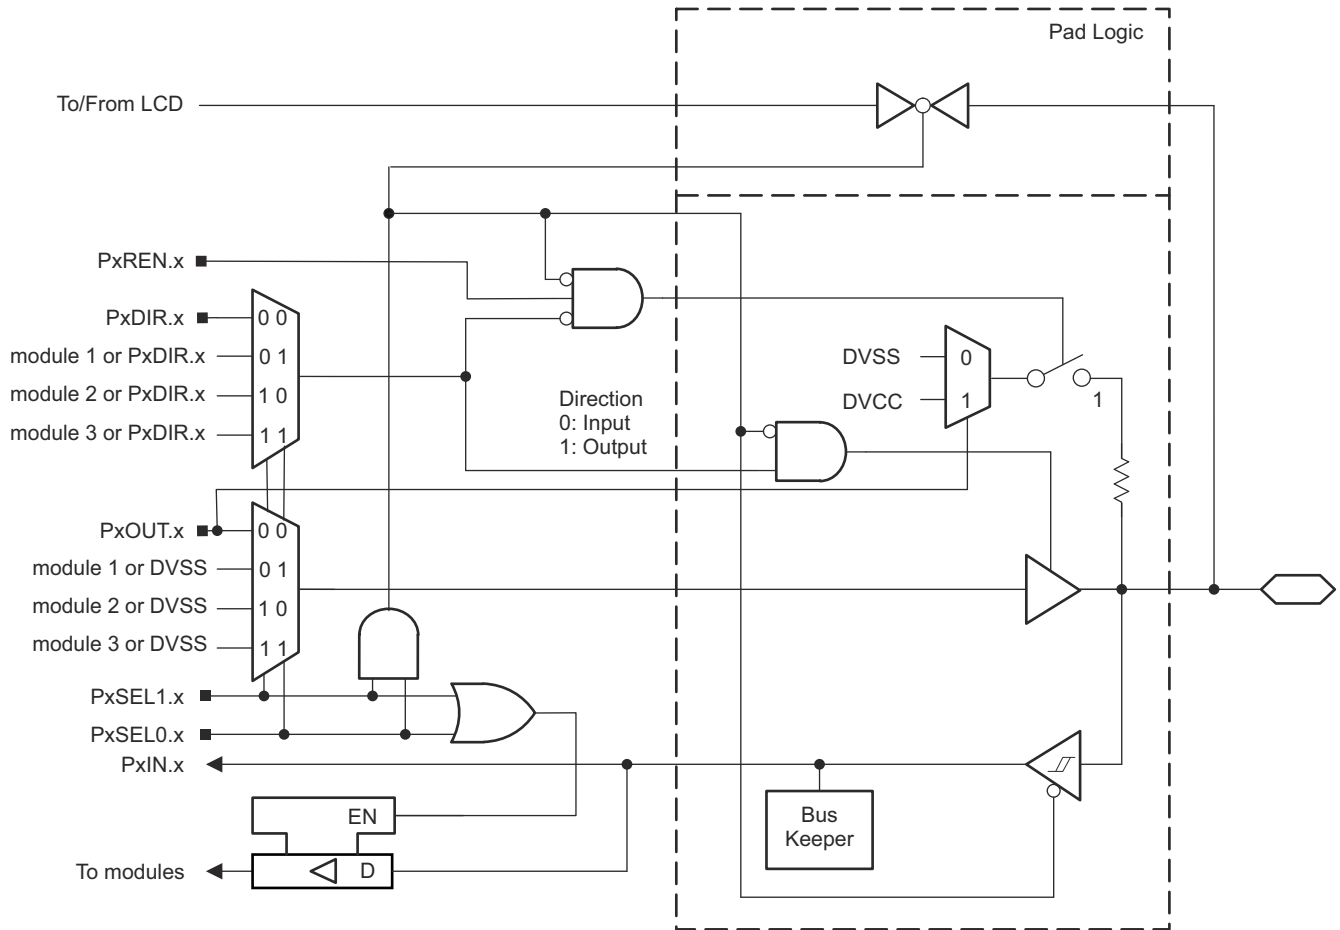 Pad Logic
To/From LCD
PxREN.x
PxDIR.x
0 0
module 1 or PxDIR.x
0 1
module 2 or PxDIR.x
1 0
module 3 or PxDIR.x
1 1
Direction
0: Input
1: Output
DVSS
0
DVCC
1
1
PxOUT.x
0 0
module 1 or DVSS
0 1
module 2 or DVSS
1 0
module 3 or DVSS
1 1
PxSEL1.x
PxSEL0.x
PxIN.x
EN
Bus
Keeper
To modules
D